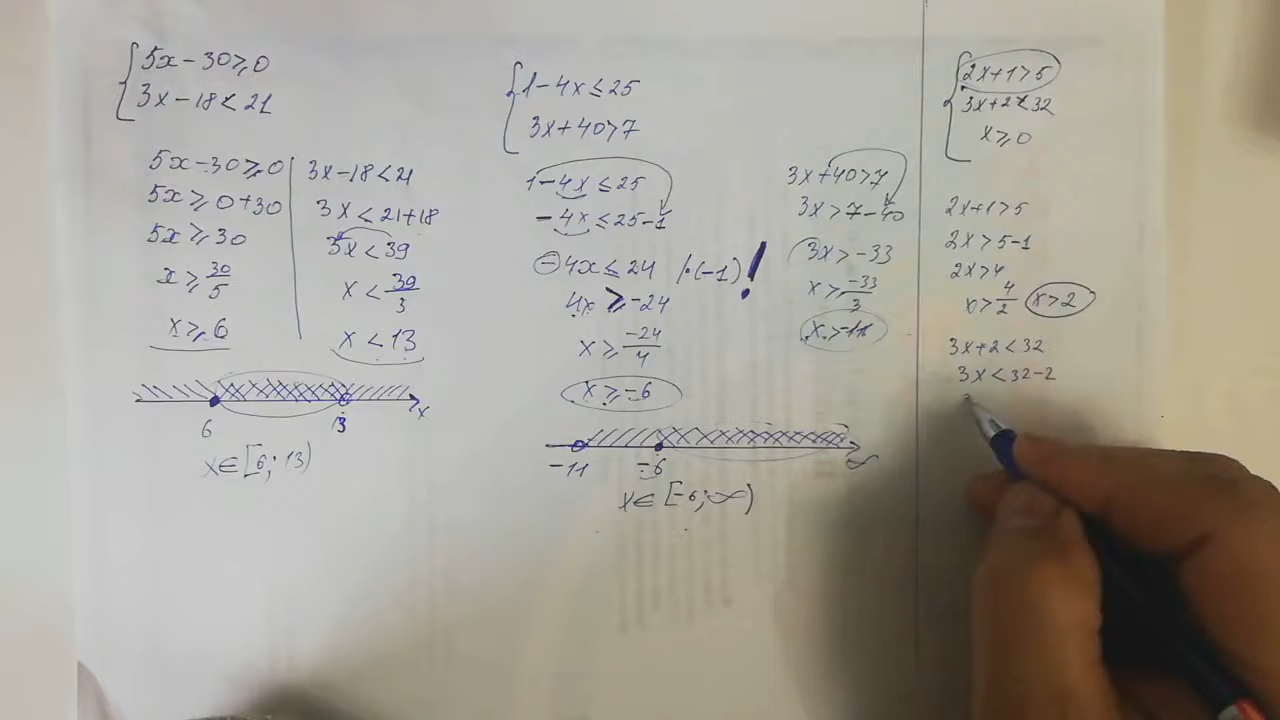 5x-30≥0
3x-18<21
5x-30≥0
5x≥0+30
5x≥30
x≥30/5
x≥6
3x-18<21
3x<21+18
3x<39
x<39/3
x<13
6
13
x
x∈[6;13)
1-4x≤25
3x+40>7
1-4x≤25
-4x≤25-1
-4x≤24 /·(-1)!
4x≥-24
x≥-24/4
x≥-6
3x+40>7
3x>7-40
3x>-33
x>-33/3
x>-11
-11
-6
x∈[-6;∞)
2x+1>5
3x+2<32
x≥0
2x+1>5
2x>5-1
2x>4
x>4/2 x>2
3x+2<32
3x<32-2